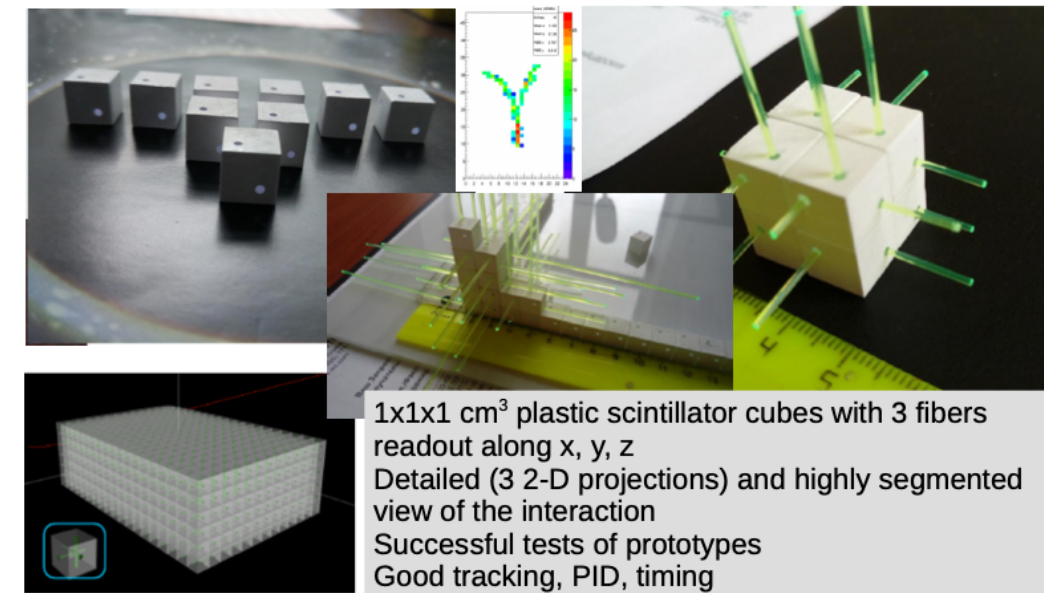 1x1x1 cm³ plastic scintillator cubes with 3 fibers
readout along x, y, z
Detailed (3 2-D projections) and highly segmented
view of the interaction
Successful tests of prototypes
Good tracking, PID, timing